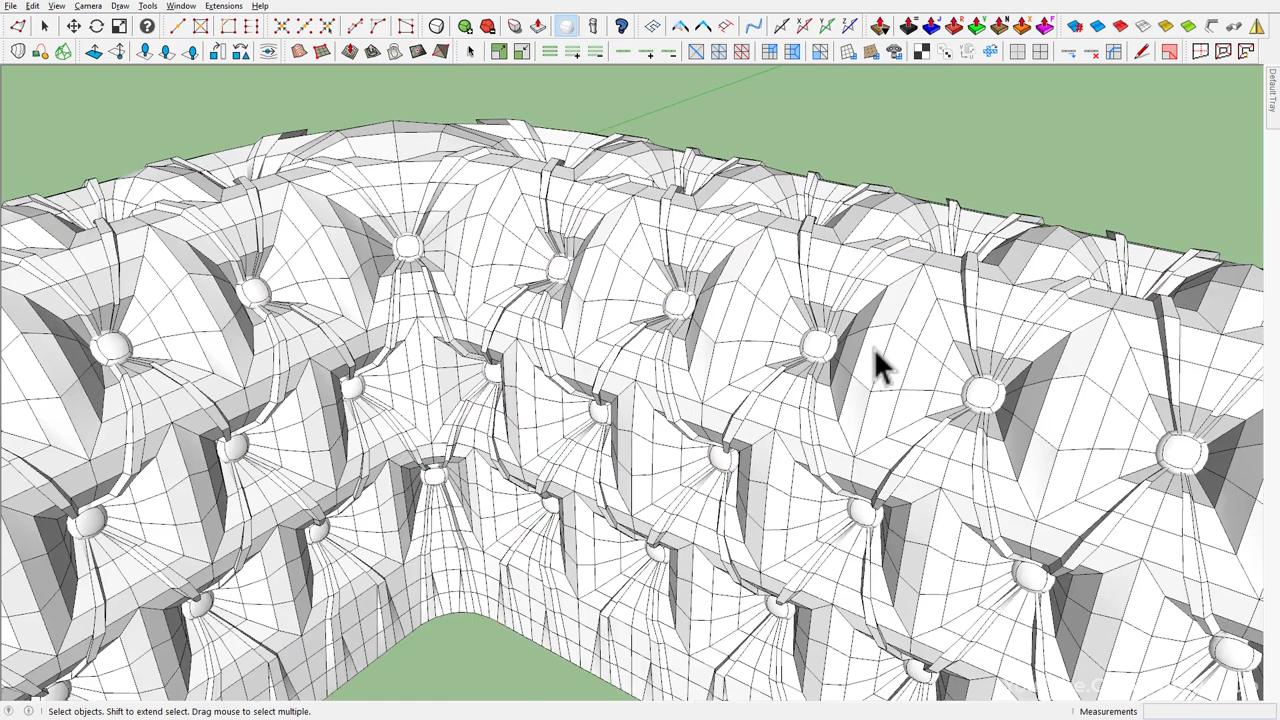 File Edit View Camera Draw Tools Window Extensions Help
Default Tray
Select objects. Shift to extend select. Drag mouse to select multiple.
Measurements